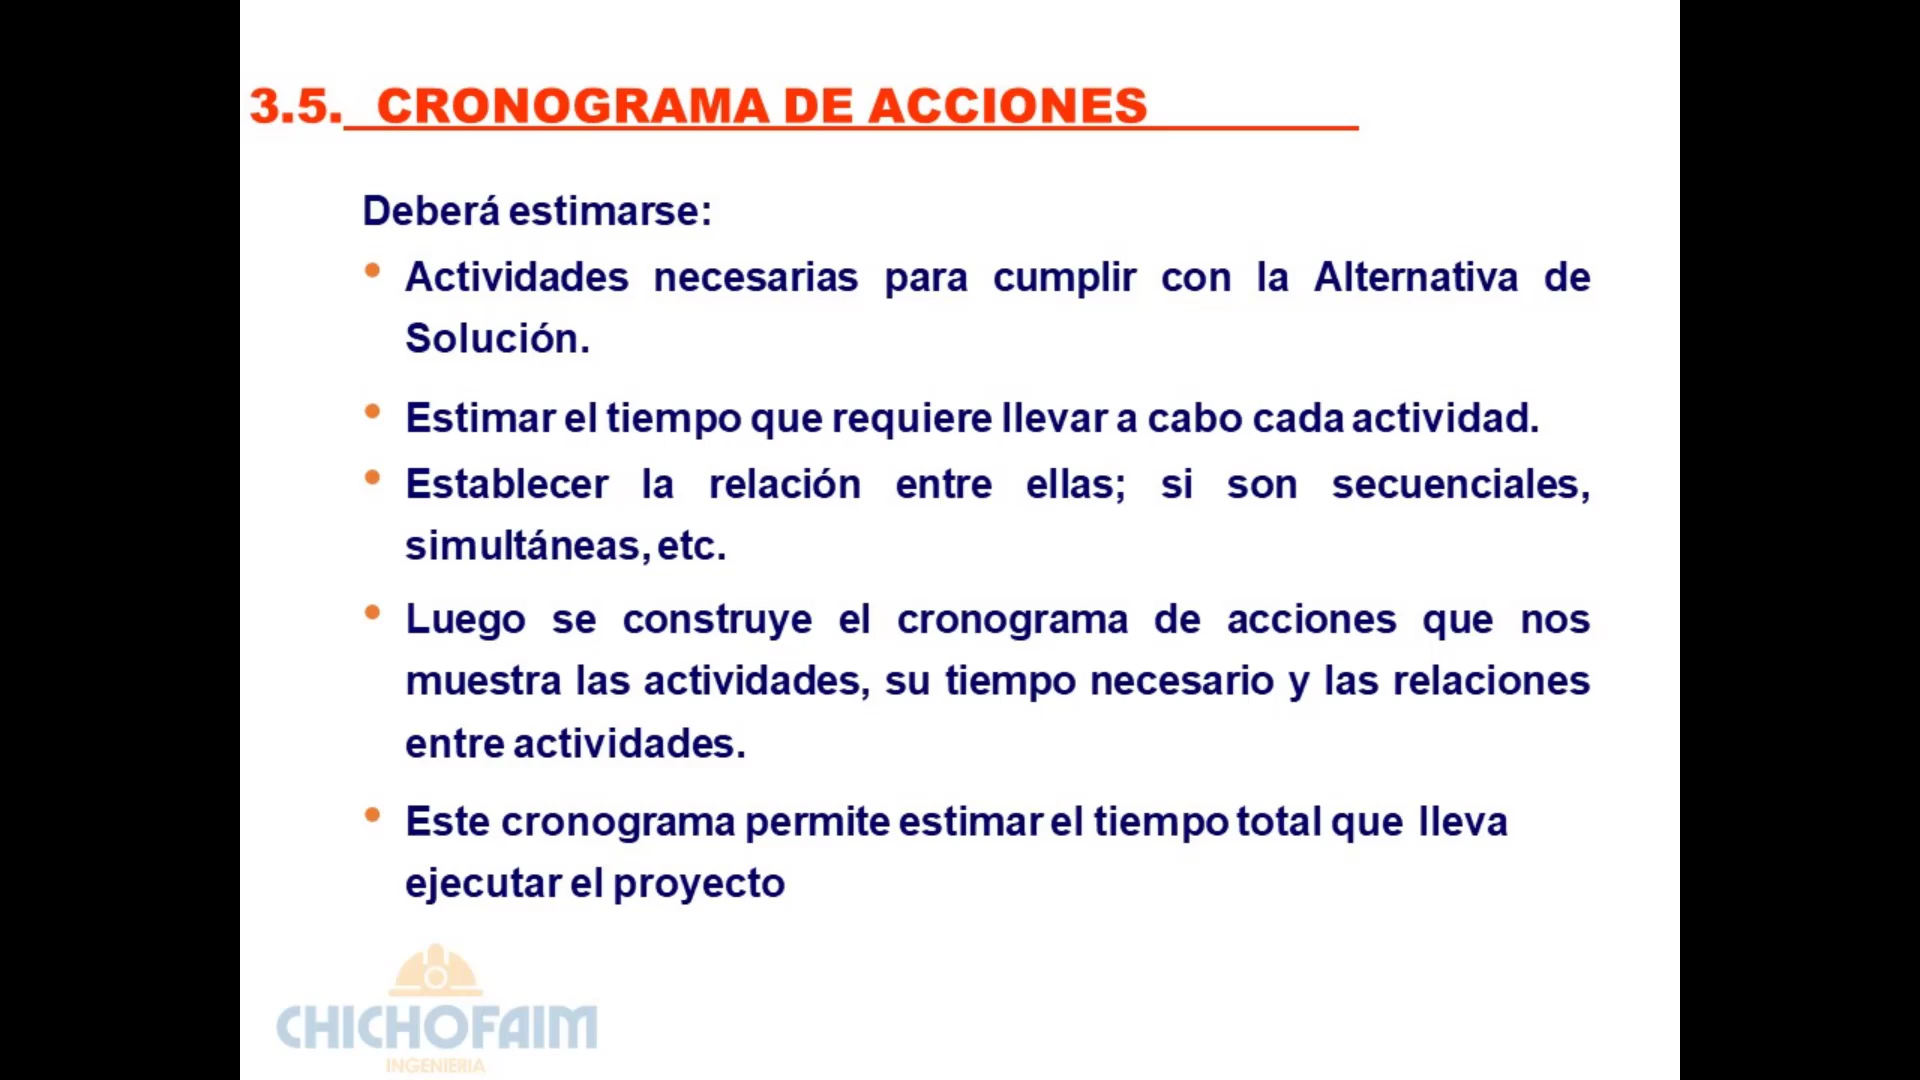 3.5. CRONOGRAMA DE ACCIONES
Deberá estimarse:
• Actividades necesarias para cumplir con la Alternativa de
Solución.
• Estimar el tiempo que requiere llevar a cabo cada actividad.
• Establecer la relación entre ellas; si son secuenciales,
simultáneas, etc.
• Luego se construye el cronograma de acciones que nos
muestra las actividades, su tiempo necesario y las relaciones
entre actividades.
• Este cronograma permite estimar el tiempo total que lleva
ejecutar el proyecto
CHICHOFAIM
INGENIERIA